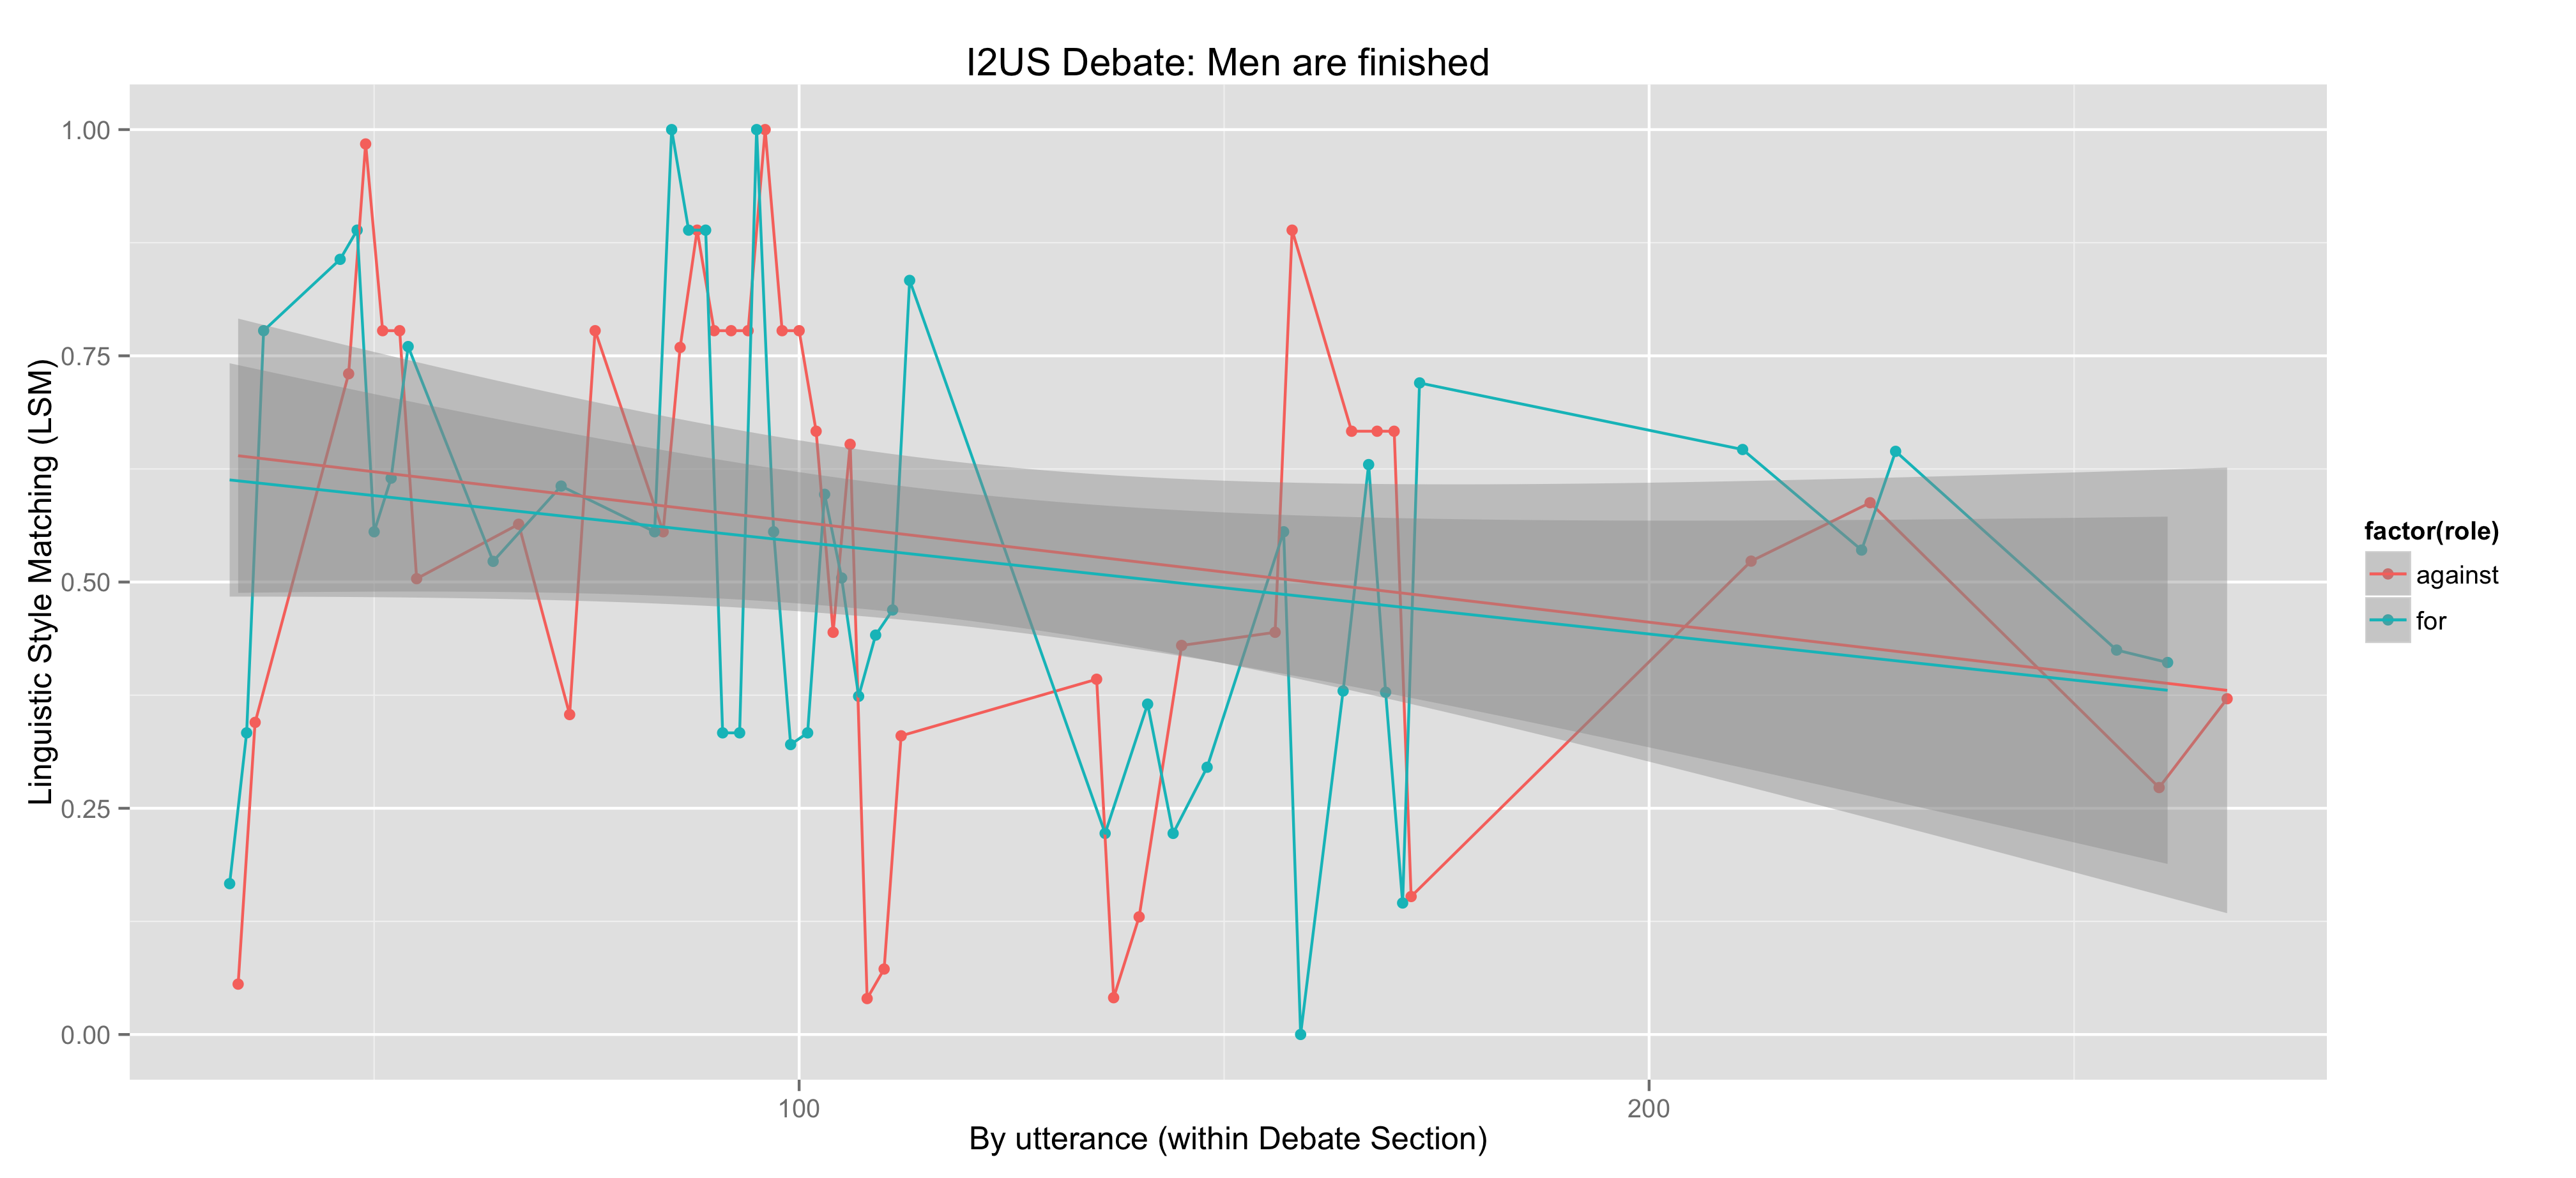 I2US Debate: Men are finished
Linguistic Style Matching (LSM)
1.00
0.75
0.50
0.25
0.00
100
200
By utterance (within Debate Section)
factor(role)
against
for